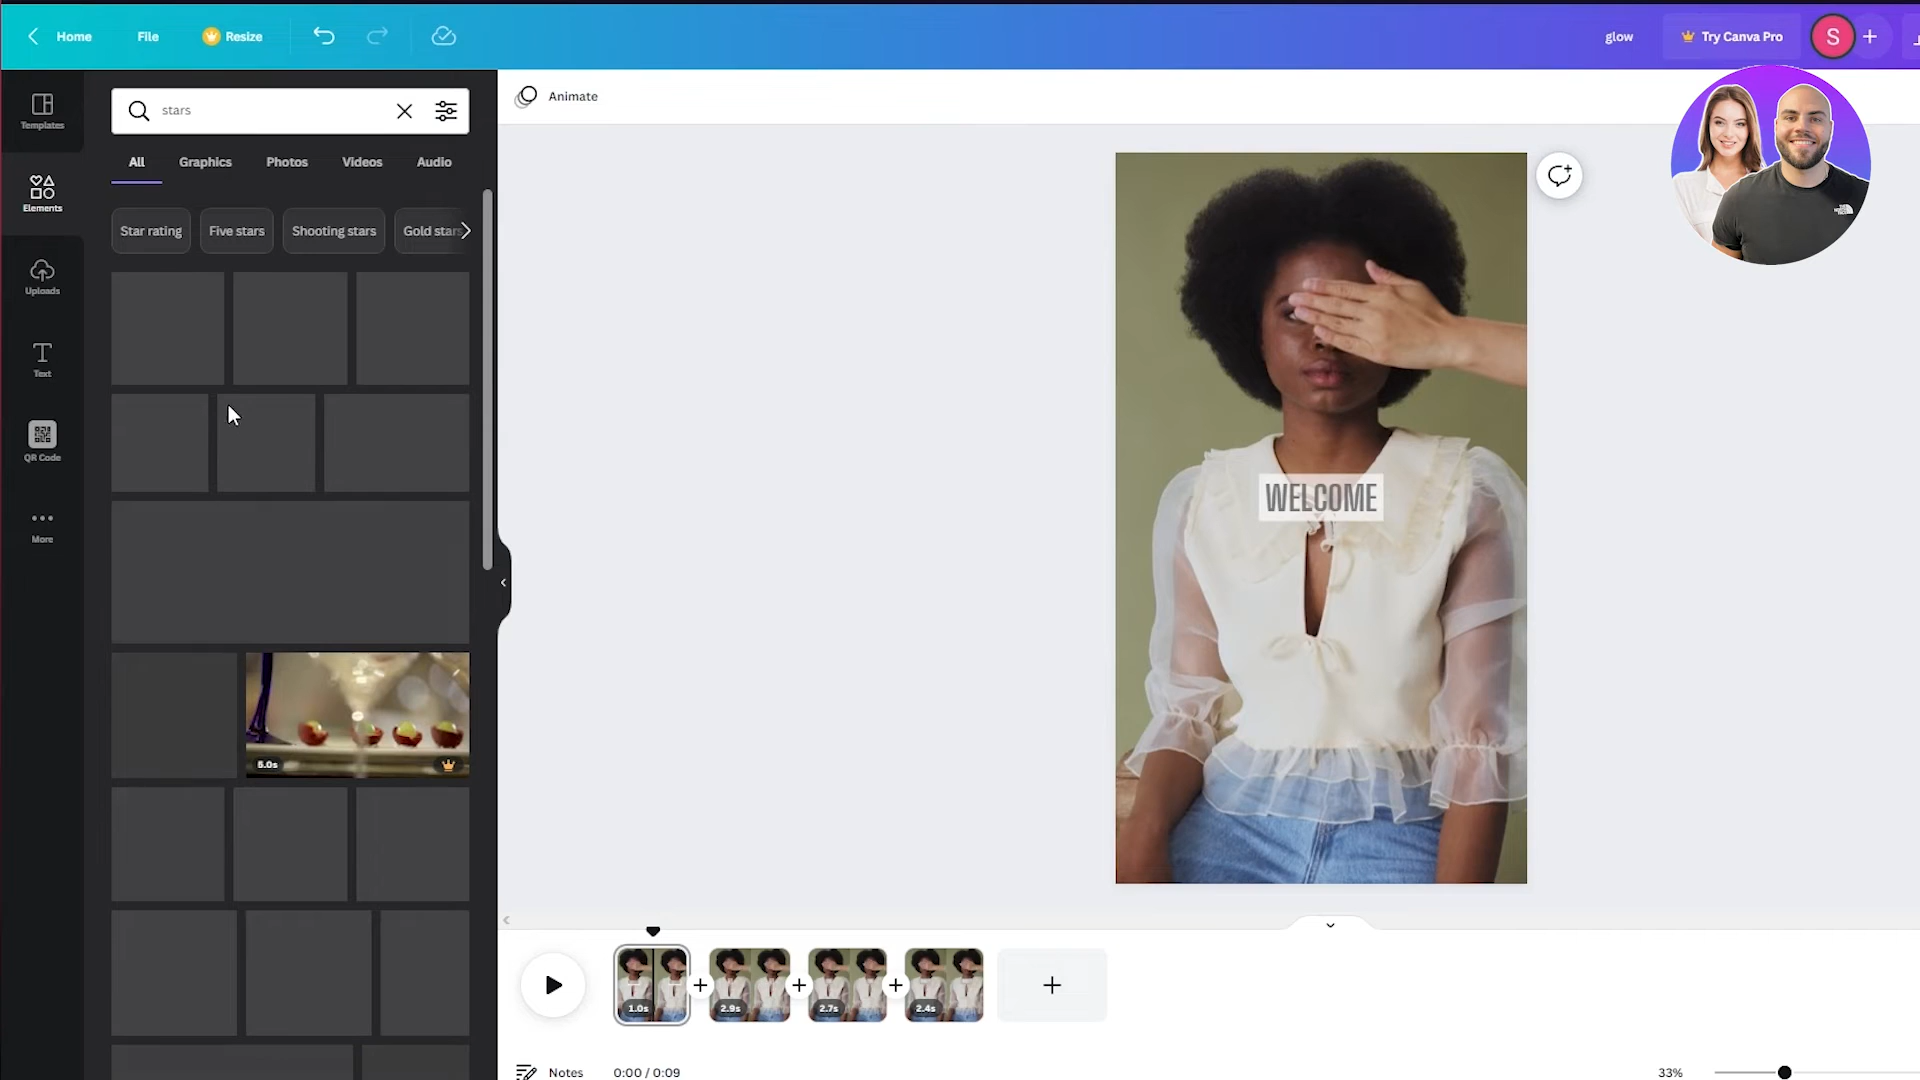 Home File Resize glow Try Canva Pro S
stars
Animate
Templates
All Graphics Photos Videos Audio
Elements
Star rating Five stars Shooting stars Gold stars
Uploads
Text
QR Code
WELCOME
More
5.0s
1.0s 2.9s 2.7s 2.4s
Notes 0:00 / 0:09 33%